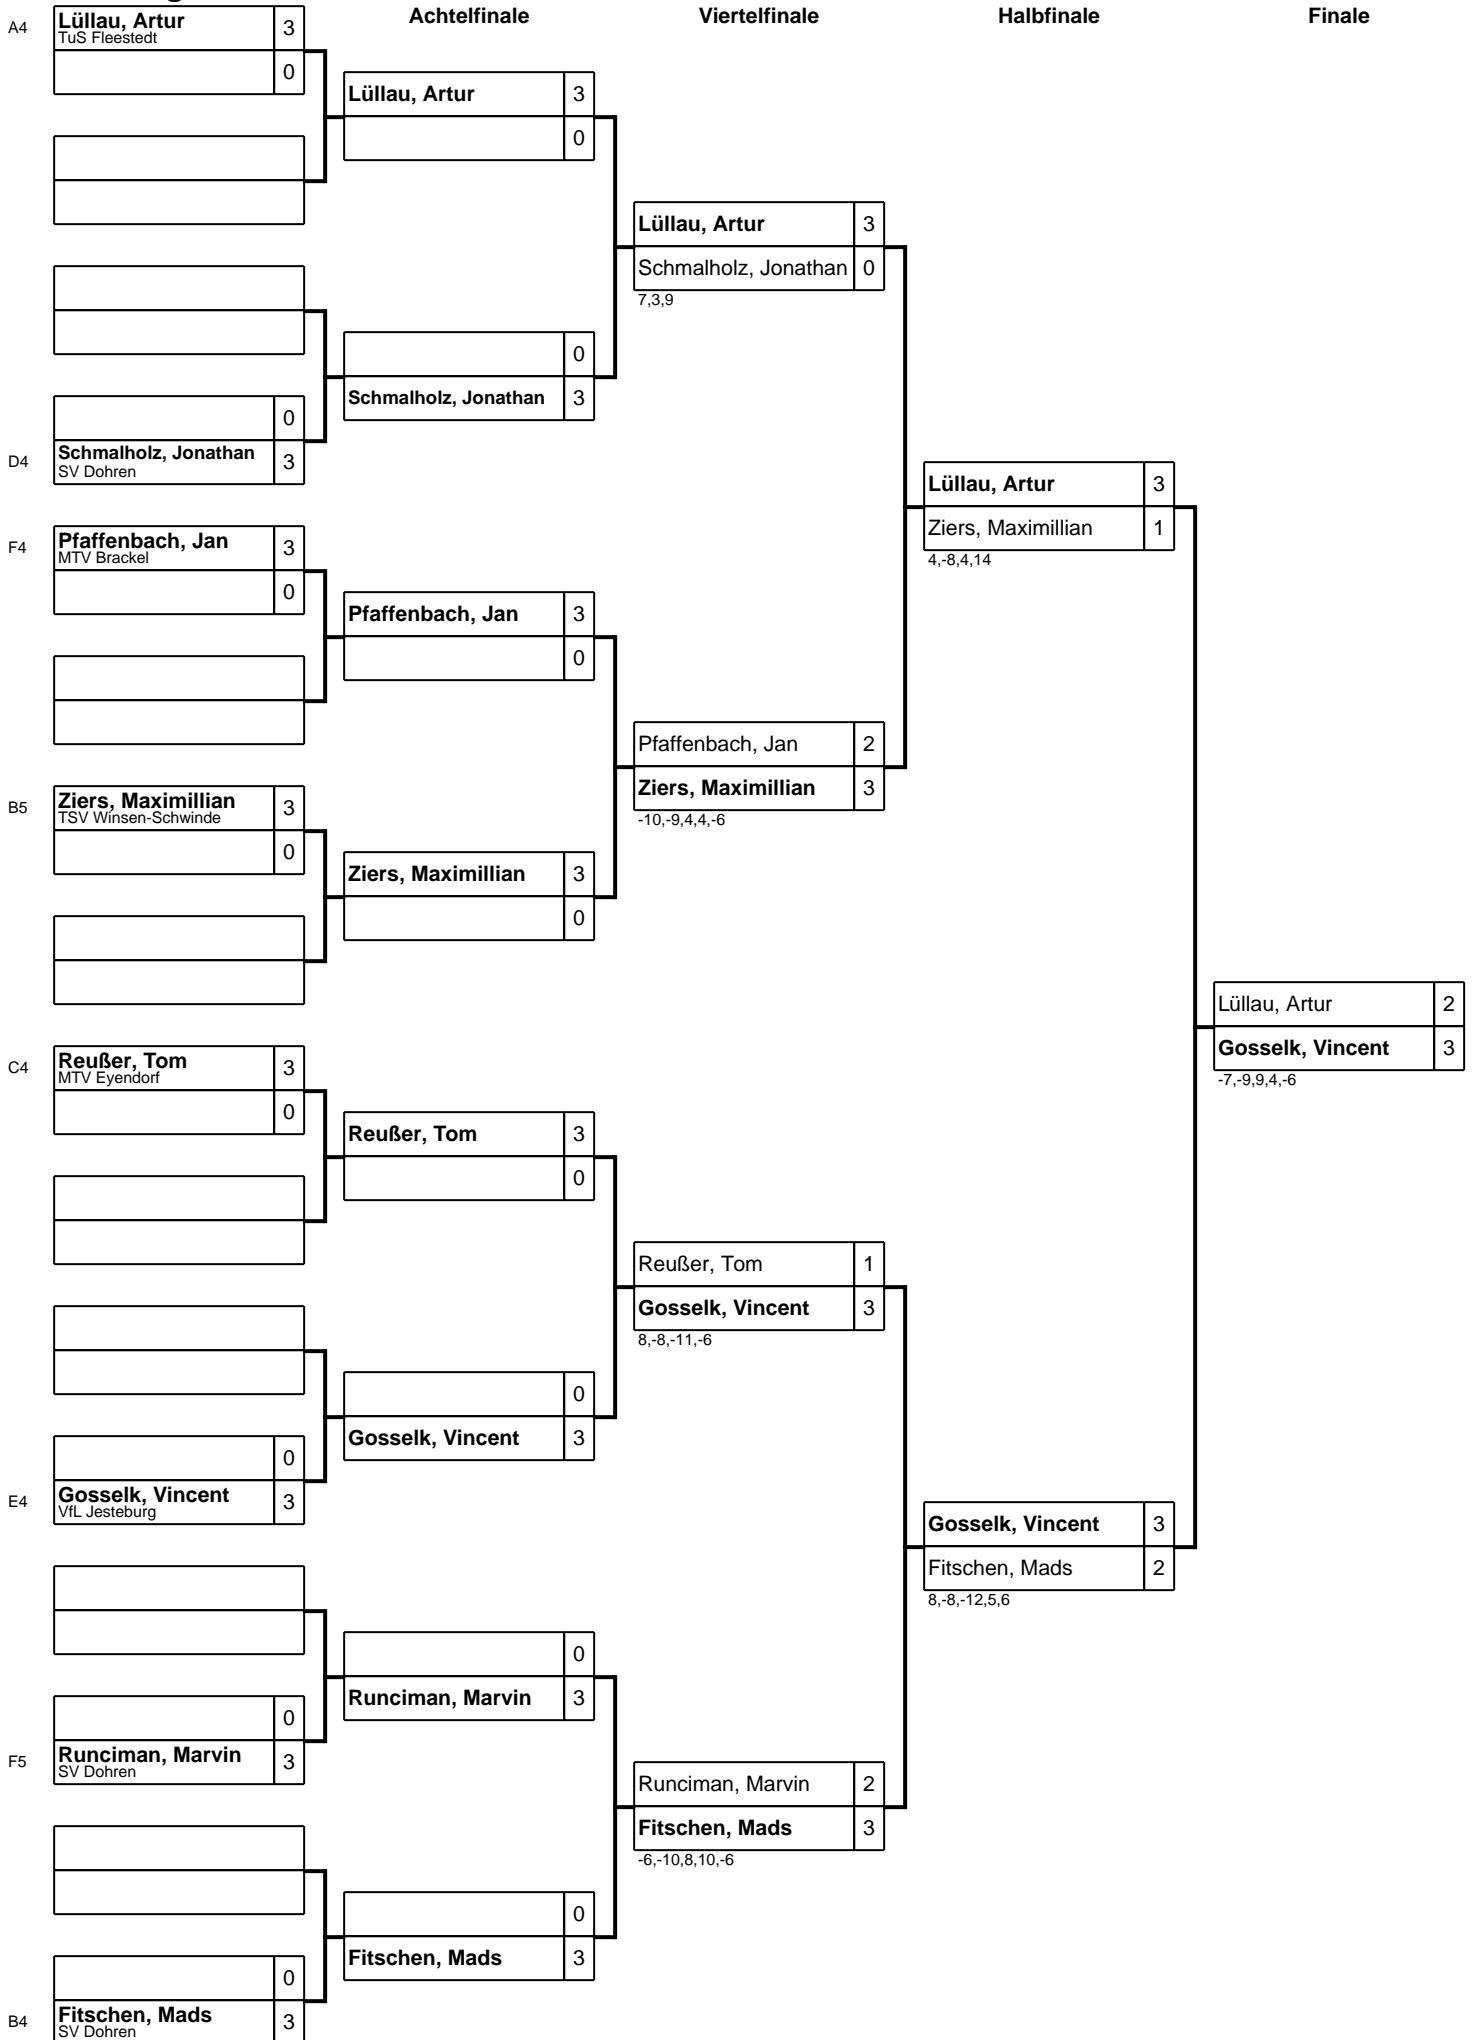 Achtelfinale
Viertelfinale
Halbfinale
Finale
A4
Lüllau, Artur
3
TuS Fleestedt
0
Lüllau, Artur
3
0
Lüllau, Artur
3
Schmalholz, Jonathan
0
7,3,9
0
Schmalholz, Jonathan
3
0
D4
Schmalholz, Jonathan
3
SV Dohren
Lüllau, Artur
3
Ziers, Maximillian
1
4,-8,4,14
F4
Pfaffenbach, Jan
3
MTV Brackel
0
Pfaffenbach, Jan
3
0
Pfaffenbach, Jan
2
Ziers, Maximillian
3
-10,-9,4,4,-6
B5
Ziers, Maximillian
3
TSV Winsen-Schwinde
0
Ziers, Maximillian
3
0
Lüllau, Artur
2
Gosselk, Vincent
3
-7,-9,9,4,-6
C4
Reußer, Tom
3
MTV Eyendorf
0
Reußer, Tom
3
0
Reußer, Tom
1
Gosselk, Vincent
3
8,-8,-11,-6
0
Gosselk, Vincent
3
0
E4
Gosselk, Vincent
3
VfL Jesteburg
Gosselk, Vincent
3
Fitschen, Mads
2
8,-8,-12,5,6
0
Runciman, Marvin
3
0
F5
Runciman, Marvin
3
SV Dohren
Runciman, Marvin
2
Fitschen, Mads
3
-6,-10,8,10,-6
0
Fitschen, Mads
3
0
B4
Fitschen, Mads
3
SV Dohren